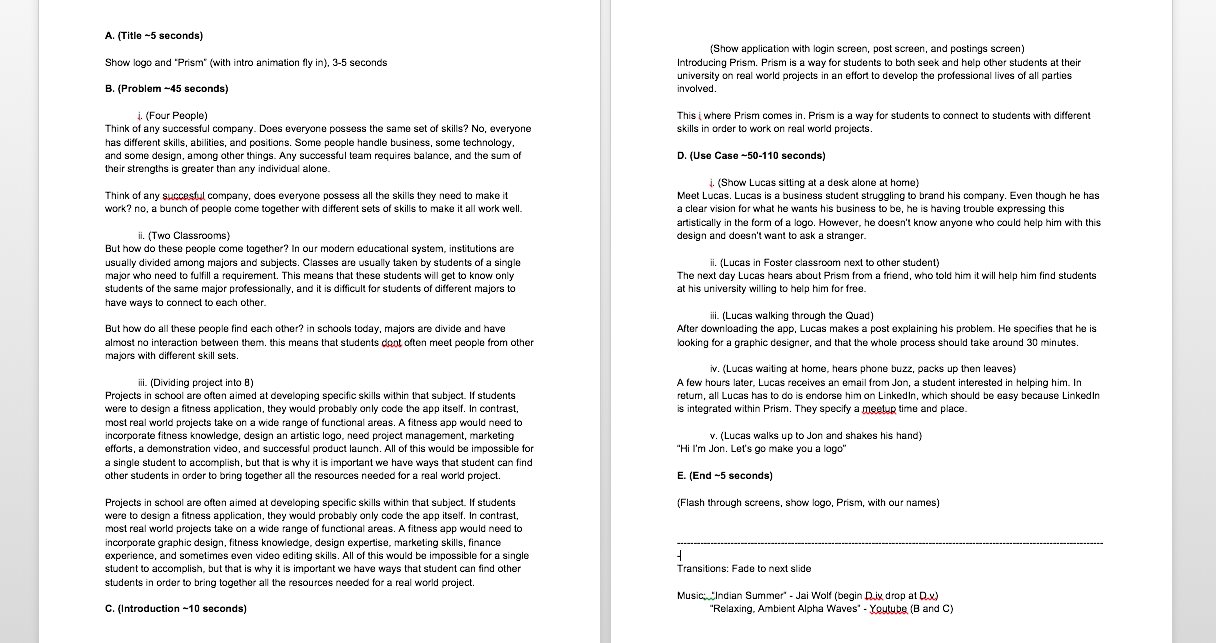 A. (Title ~5 seconds)
Show logo and “Prism” (with intro animation fly in), 3-5 seconds
B. (Problem ~45 seconds)
i. (Four People)
Think of any successful company. Does everyone possess the same set of skills? No, everyone
has different skills, abilities, and positions. Some people handle business, some technology,
and some design, among other things. Any successful team requires balance, and the sum of
their strengths is greater than any individual alone.
Think of any succesful company, does everyone possess all the skills they need to make it
work? no, a bunch of people come together with different sets of skills to make it all work well.
ii. (Two Classrooms)
But how do these people come together? In our modern educational system, institutions are
usually divided among majors and subjects. Classes are usually taken by students of a single
major who need to fulfill a requirement. This means that these students will get to know only
students of the same major professionally, and it is difficult for students of different majors to
have ways to connect to each other.
But how do all these people find each other? in schools today, majors are divide and have
almost no interaction between them. this means that students dont often meet people from other
majors with different skill sets.
iii. (Dividing project into 8)
Projects in school are often aimed at developing specific skills within that subject. If students
were to design a fitness application, they would probably only code the app itself. In contrast,
most real world projects take on a wide range of functional areas. A fitness app would need to
incorporate fitness knowledge, design an artistic logo, need project management, marketing
efforts, a demonstration video, and successful product launch. All of this would be impossible for
a single student to accomplish, but that is why it is important we have ways that student can find
other students in order to bring together all the resources needed for a real world project.
Projects in school are often aimed at developing specific skills within that subject. If students
were to design a fitness application, they would probably only code the app itself. In contrast,
most real world projects take on a wide range of functional areas. A fitness app would need to
incorporate graphic design, fitness knowledge, design expertise, marketing skills, finance
experience, and sometimes even video editing skills. All of this would be impossible for a single
student to accomplish, but that is why it is important we have ways that student can find other
students in order to bring together all the resources needed for a real world project.
C. (Introduction ~10 seconds)
(Show application with login screen, post screen, and postings screen)
Introducing Prism. Prism is a way for students to both seek and help other students at their
university on real world projects in an effort to develop the professional lives of all parties
involved.
This i where Prism comes in. Prism is a way for students to connect to students with different
skills in order to work on real world projects.
D. (Use Case ~50-110 seconds)
i. (Show Lucas sitting at a desk alone at home)
Meet Lucas. Lucas is a business student struggling to brand his company. Even though he has
a clear vision for what he wants his business to be, he is having trouble expressing this
artistically in the form of a logo. However, he doesn’t know anyone who could help him with this
design and doesn’t want to ask a stranger.
ii. (Lucas in Foster classroom next to other student)
The next day Lucas hears about Prism from a friend, who told him it will help him find students
at his university willing to help him for free.
iii. (Lucas walking through the Quad)
After downloading the app, Lucas makes a post explaining his problem. He specifies that he is
looking for a graphic designer, and that the whole process should take around 30 minutes.
iv. (Lucas waiting at home, hears phone buzz, packs up then leaves)
A few hours later, Lucas receives an email from Jon, a student interested in helping him. In
return, all Lucas has to do is endorse him on LinkedIn, which should be easy because LinkedIn
is integrated within Prism. They specify a meetup time and place.
v. (Lucas walks up to Jon and shakes his hand)
“Hi I’m Jon. Let’s go make you a logo”
E. (End ~5 seconds)
(Flash through screens, show logo, Prism, with our names)
--------------------------------------------------------------------------------------------------------------------------------
-
Transitions: Fade to next slide
Music: “Indian Summer” - Jai Wolf (begin D.iv drop at D.v)
“Relaxing, Ambient Alpha Waves” - Youtube (B and C)